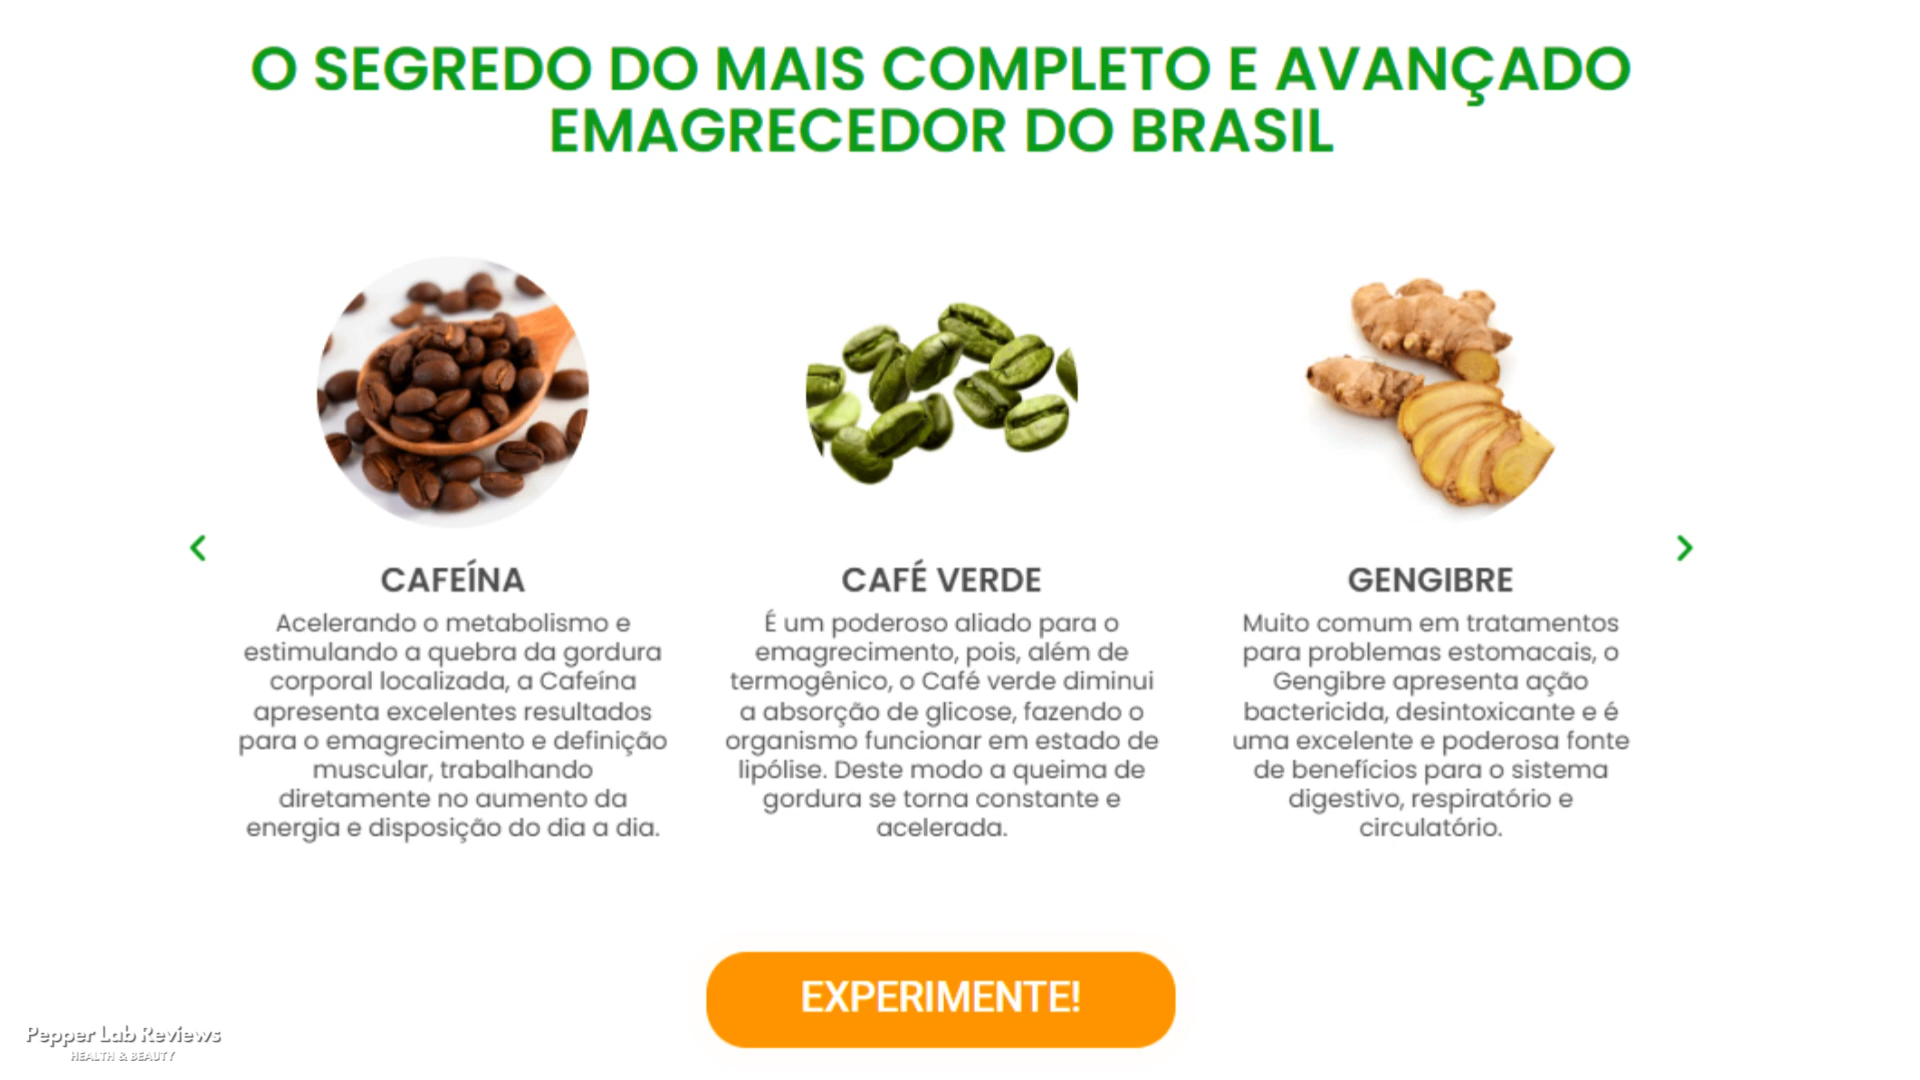 O SEGREDO DO MAIS COMPLETO E AVANÇADO
EMAGRECEDOR DO BRASIL
CAFEÍNA
Acelerando o metabolismo e
estimulando a quebra da gordura
corporal localizada, a Cafeína
apresenta excelentes resultados
para o emagrecimento e definição
muscular, trabalhando
diretamente no aumento da
energia e disposição do dia a dia.
CAFÉ VERDE
É um poderoso aliado para o
emagrecimento, pois, além de
termogênico, o Café verde diminui
a absorção de glicose, fazendo o
organismo funcionar em estado de
lipólise. Deste modo a queima de
gordura se torna constante e
acelerada.
GENGIBRE
Muito comum em tratamentos
para problemas estomacais, o
Gengibre apresenta ação
bactericida, desintoxicante e é
uma excelente e poderosa fonte
de benefícios para o sistema
digestivo, respiratório e
circulatório.
EXPERIMENTE!
Pepper Lab Reviews
HEALTH & BEAUTY